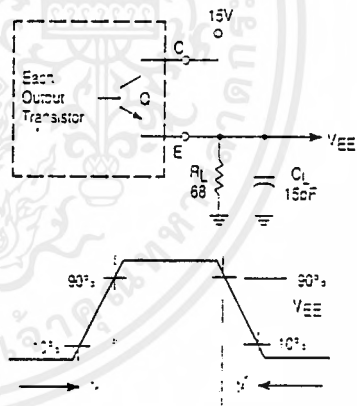 15V
C
Each
Output
Transistor
Q
E
VEE
RL
68
CL
15pF
90%
90%
VEE
10%
10%